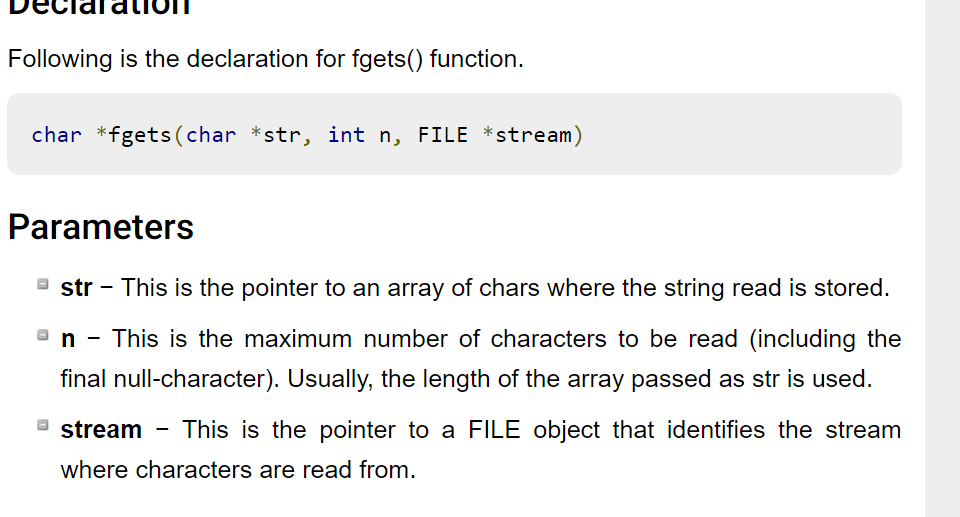 Declaration
Following is the declaration for fgets() function.
char *fgets(char *str, int n, FILE *stream)
Parameters
str − This is the pointer to an array of chars where the string read is stored.
n − This is the maximum number of characters to be read (including the
final null-character). Usually, the length of the array passed as str is used.
stream − This is the pointer to a FILE object that identifies the stream
where characters are read from.